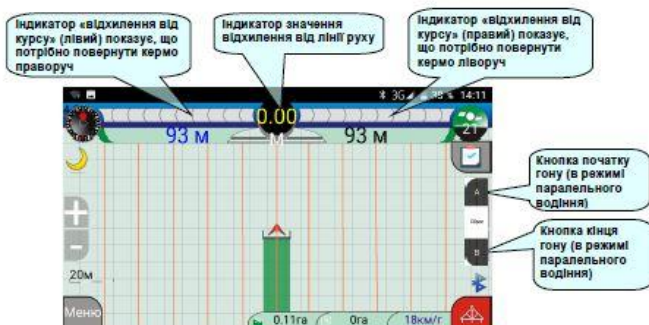 Індикатор «відхилення від
курсу» (лівий) показує,
що потрібно повернути
кермо праворуч
Індикатор значення
відхилення від лінії руху
Індикатор «відхилення від
курсу» (правий) показує,
що потрібно повернути
кермо ліворуч
3G 14:11
0.00
М
93 м
93 м
21
Кнопка початку
гону (в режимі
паралельного
водіння)
A
B
Кнопка кінця
гону (в режимі
паралельного
водіння)
+
-
20м
Меню
0.11га
0га
18км/г